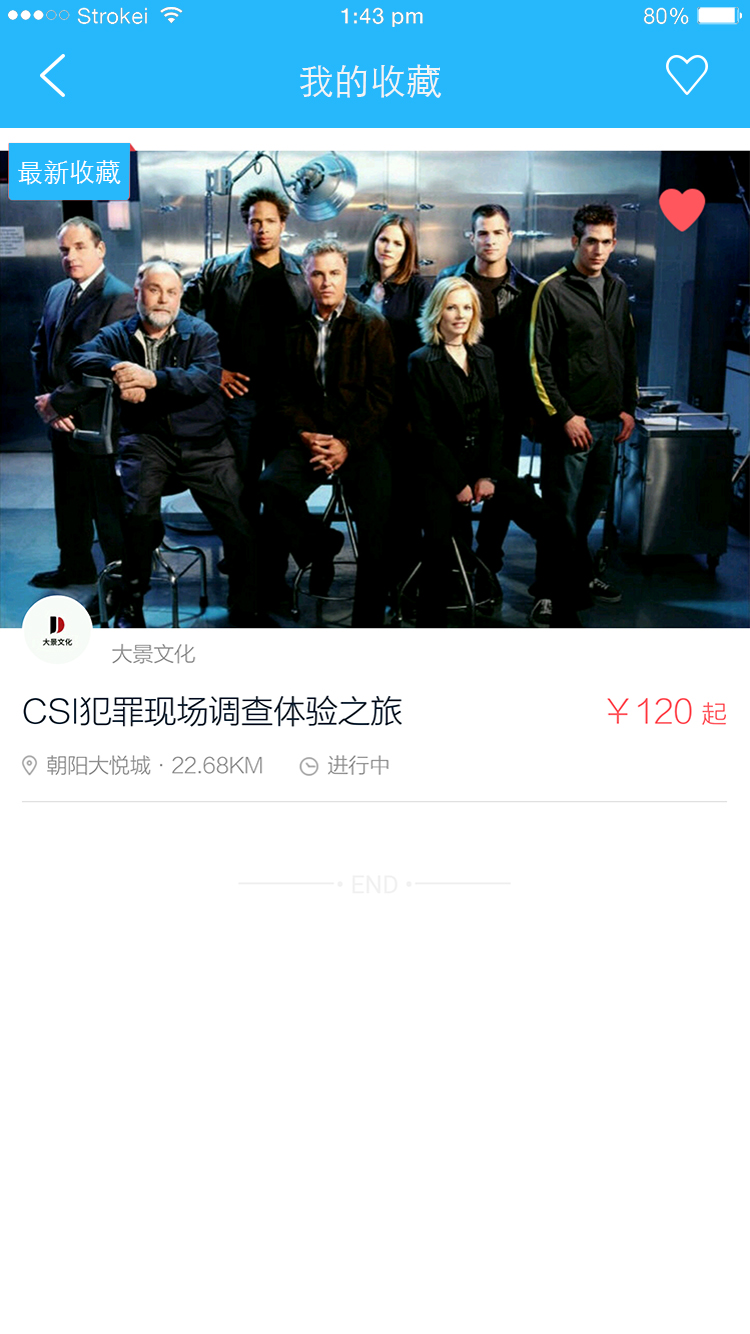 Strokei 1:43 pm 80%
我的收藏
最新收藏
大景文化
大景文化
CSI犯罪现场调查体验之旅 ¥120 起
朝阳大悦城 · 22.68KM 进行中
END